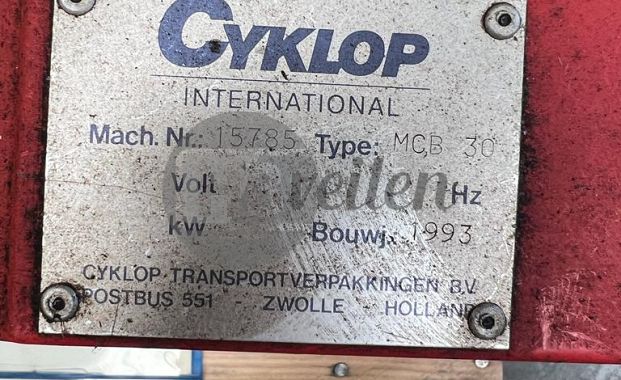 CYKLOP
INTERNATIONAL
Mach. Nr.: 15785 Type: MCB 30
Volt Hz
veilen
kW Bouwj.: 1993
CYKLOP TRANSPORTVERPAKKINGEN B.V.
POSTBUS 551 - ZWOLLE - HOLLAND